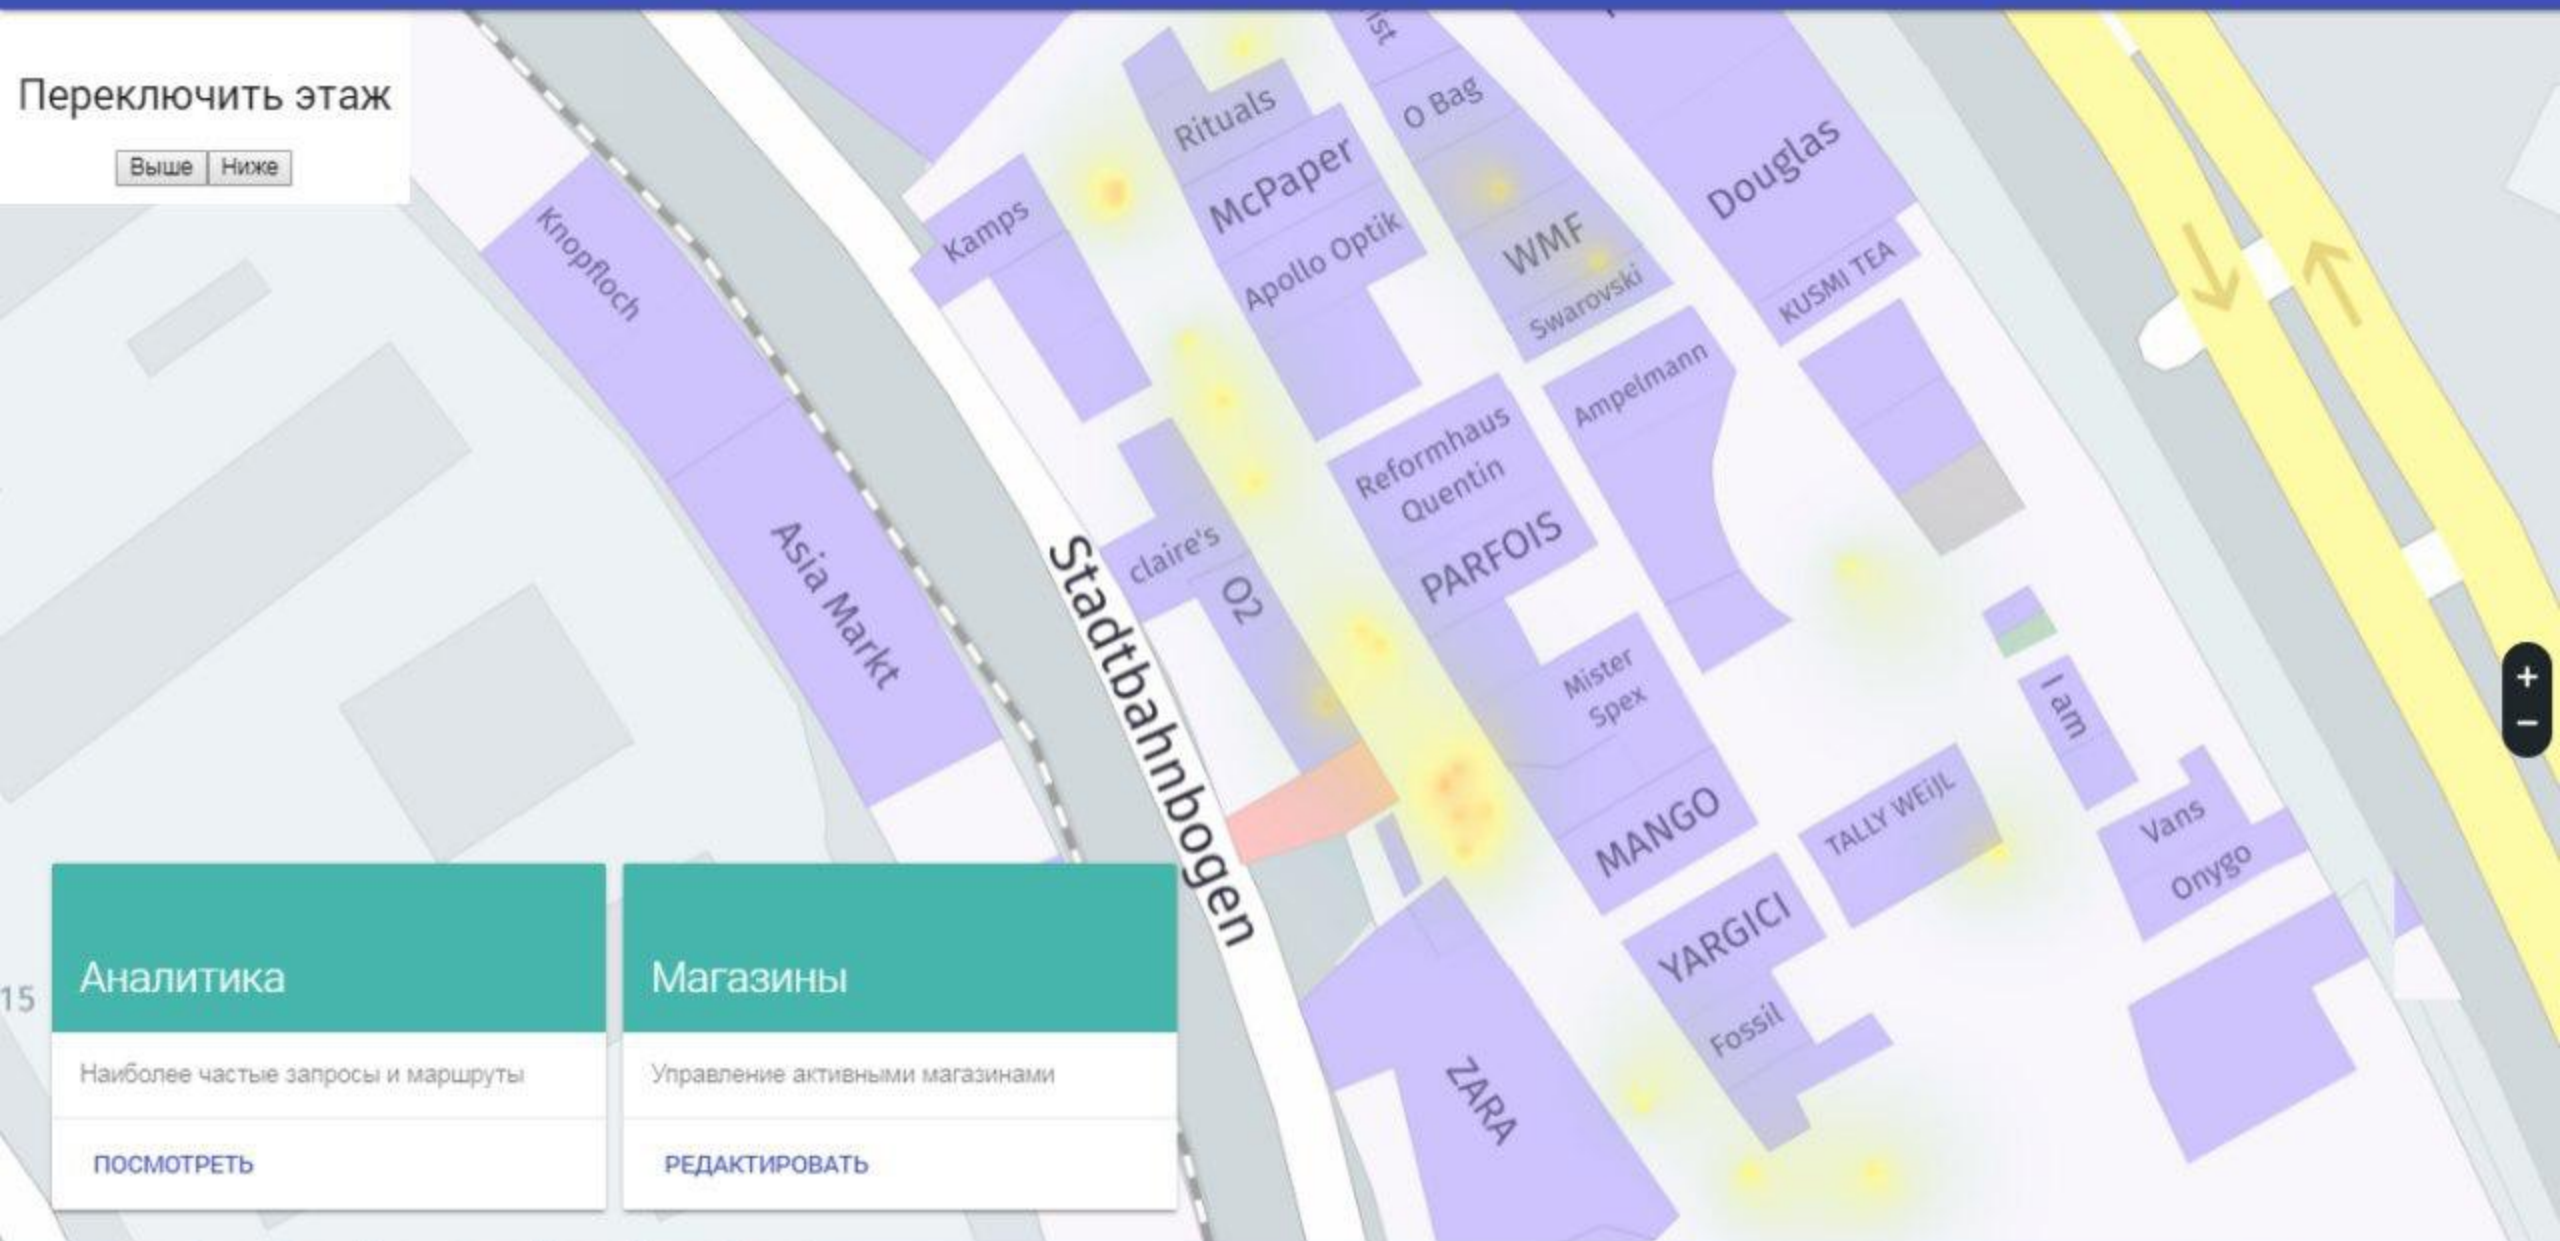 Переключить этаж
Выше
Ниже
ist
O Bag
Rituals
McPaper
Apollo Optik
Kamps
Knopfloch
WMF
Swarovski
Douglas
KUSMI TEA
Ampelmann
Reformhaus
Quentin
PARFOIS
claire's
O2
Asia Markt
Stadtbahnbogen
Mister
Spex
MANGO
I am
TALLY WEiJL
Vans
Onygo
YARGICI
Fossil
ZARA
+
−
15
Аналитика
Наиболее частые запросы и маршруты
ПОСМОТРЕТЬ
Магазины
Управление активными магазинами
РЕДАКТИРОВАТЬ